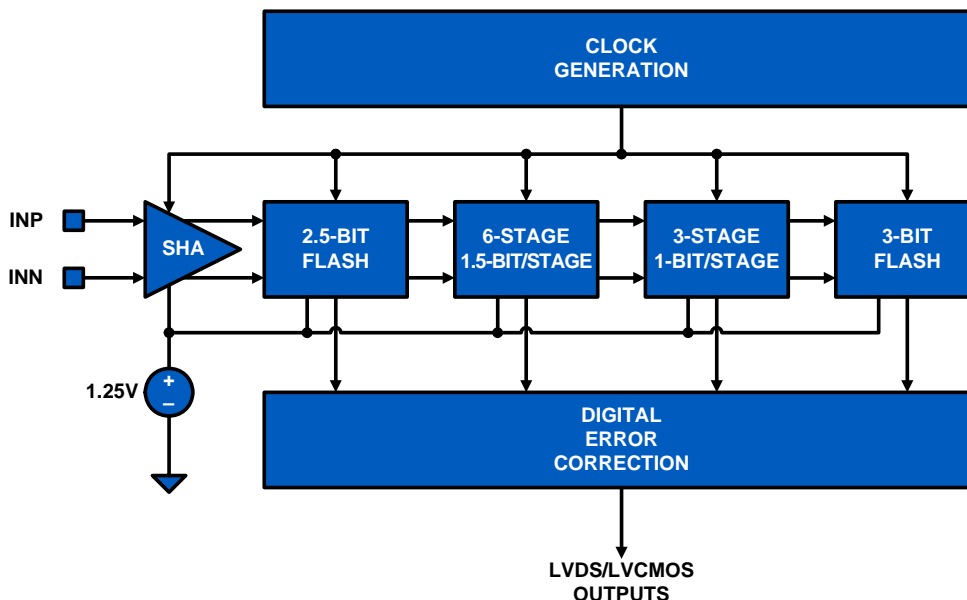 CLOCK
GENERATION
INP
INN
SHA
2.5-BIT
FLASH
6-STAGE
1.5-BIT/STAGE
3-STAGE
1-BIT/STAGE
3-BIT
FLASH
1.25V
+
–
DIGITAL
ERROR
CORRECTION
LVDS/LVCMOS
OUTPUTS